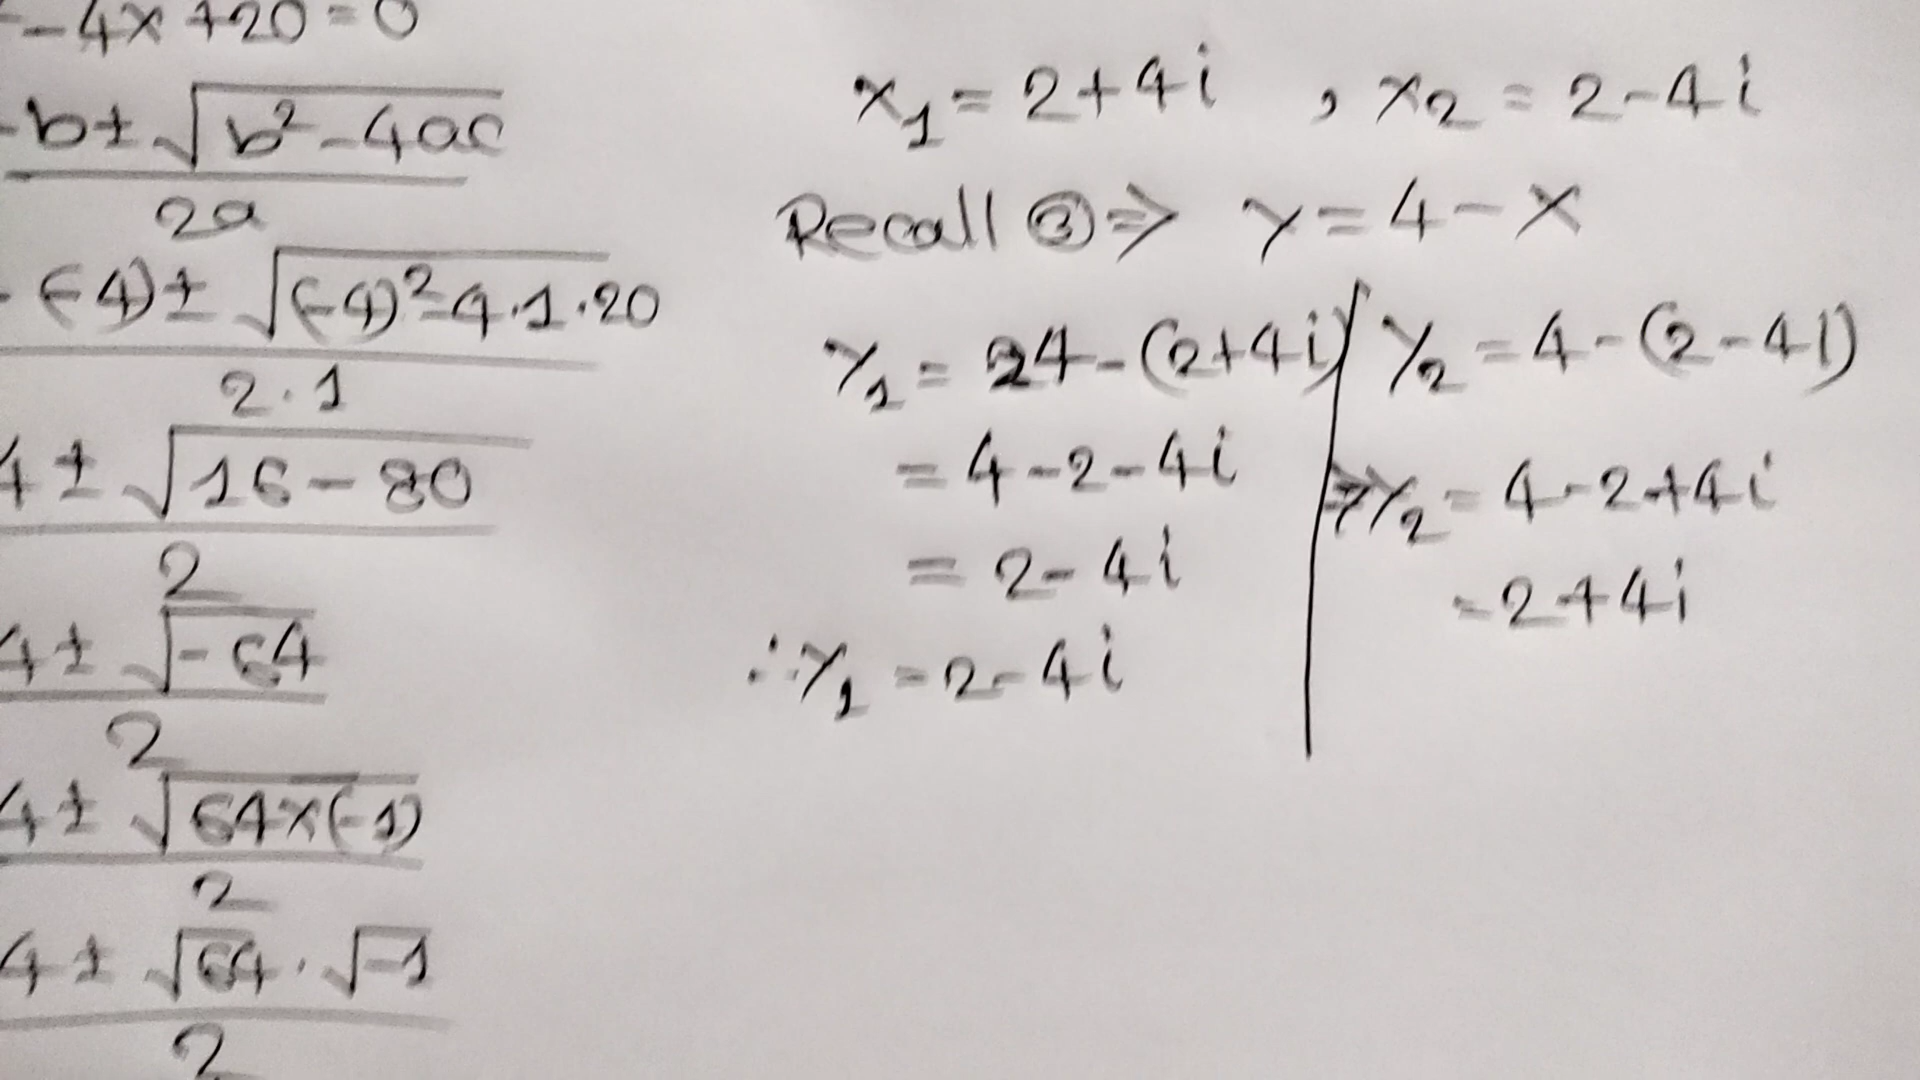 -4x+20=0
-b±√b²-4ac
2a
-(-4)±√(-4)²-4.1.20
2.1
4±√16-80
2
4±√-64
2
4±√64x(-1)
2
4±√64.√-1
2
x₁=2+4i , x₂=2-4i
Recall ③⇒ y=4-x
y₁=4-(2+4i)
=4-2-4i
=2-4i
∴y₁=2-4i
y₂=4-(2-4i)
⇒y₂=4-2+4i
=2+4i